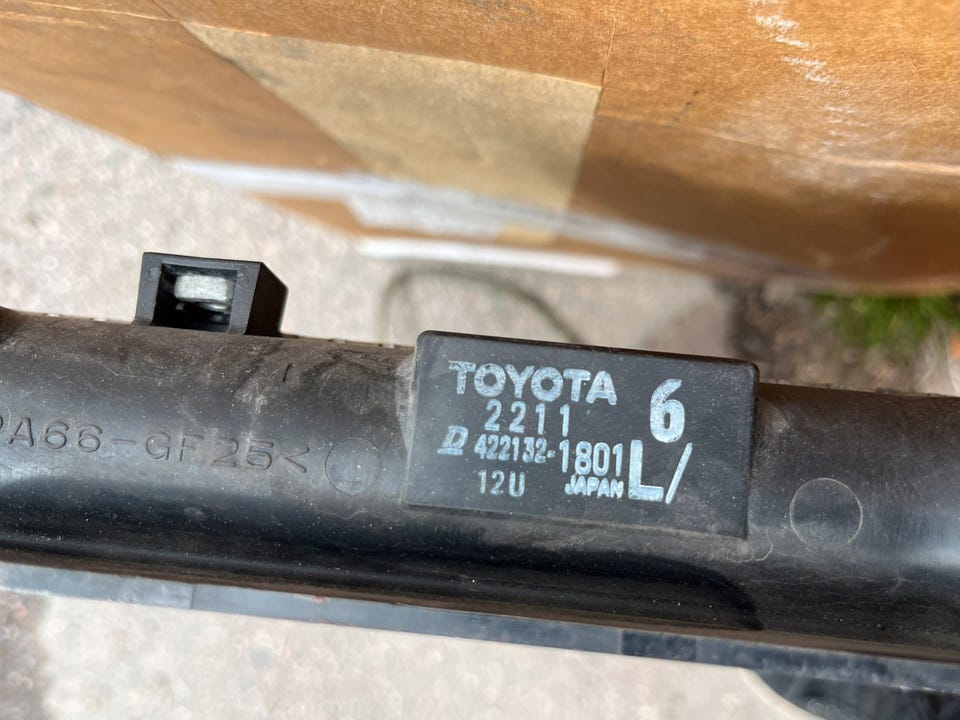 TOYOTA 6
2211
D 422132-1801 L/
12U JAPAN
PA66-GF25<